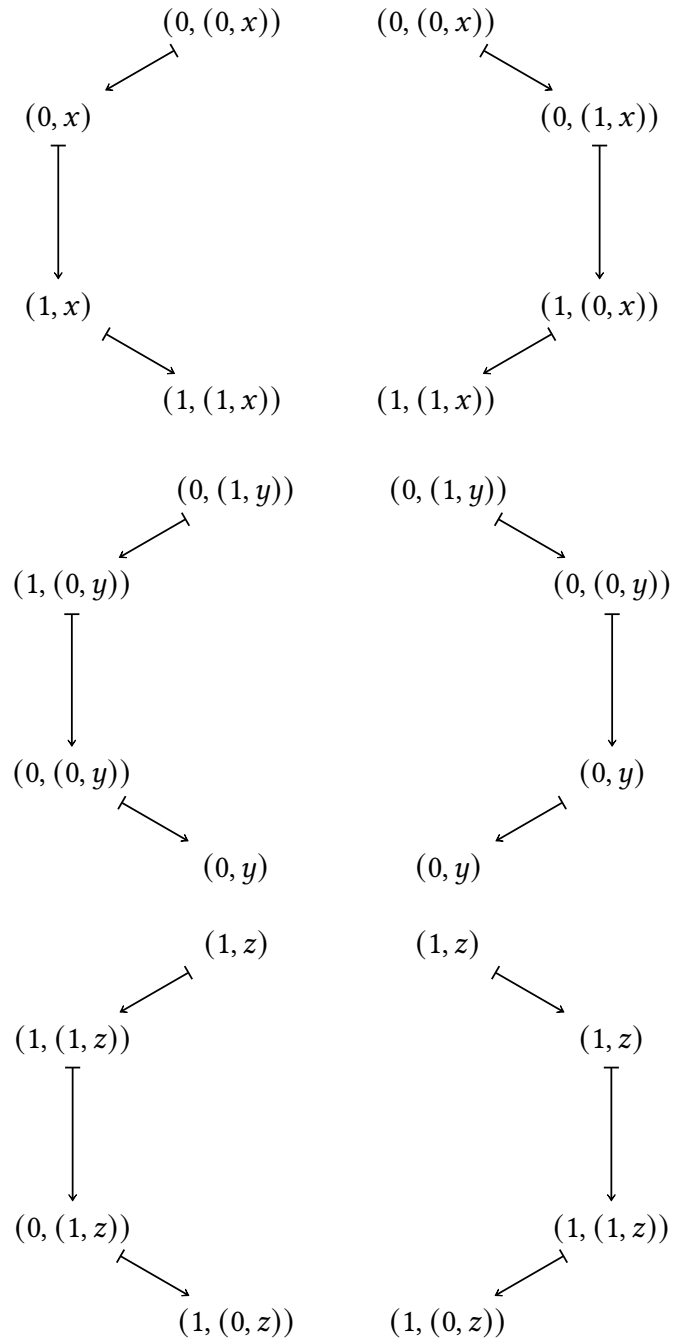 (0, (0, x)) (0, (0, x))
(0, x) (0, (1, x))
(1, x) (1, (0, x))
(1, (1, x)) (1, (1, x))
(0, (1, y)) (0, (1, y))
(1, (0, y)) (0, (0, y))
(0, (0, y)) (0, y)
(0, y) (0, y)
(1, z) (1, z)
(1, (1, z)) (1, z)
(0, (1, z)) (1, (1, z))
(1, (0, z)) (1, (0, z))